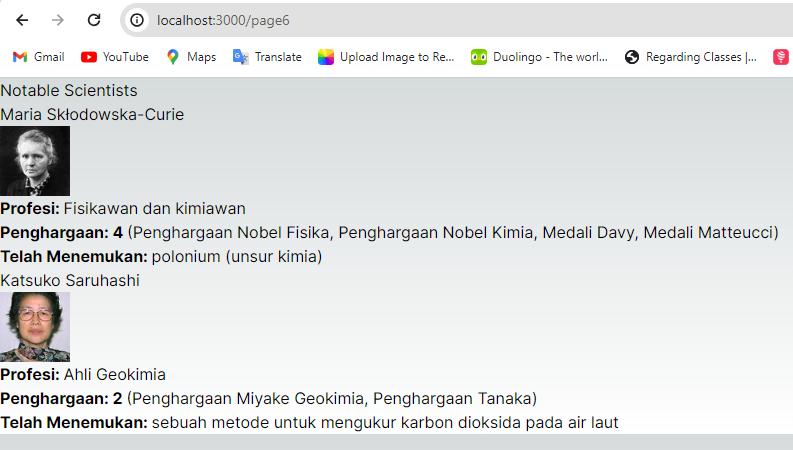 localhost:3000/page6
Gmail YouTube Maps Translate Upload Image to Re... Duolingo - The worl... Regarding Classes |...
Notable Scientists
Maria Skłodowska-Curie
Profesi: Fisikawan dan kimiawan
Penghargaan: 4 (Penghargaan Nobel Fisika, Penghargaan Nobel Kimia, Medali Davy, Medali Matteucci)
Telah Menemukan: polonium (unsur kimia)
Katsuko Saruhashi
Profesi: Ahli Geokimia
Penghargaan: 2 (Penghargaan Miyake Geokimia, Penghargaan Tanaka)
Telah Menemukan: sebuah metode untuk mengukur karbon dioksida pada air laut